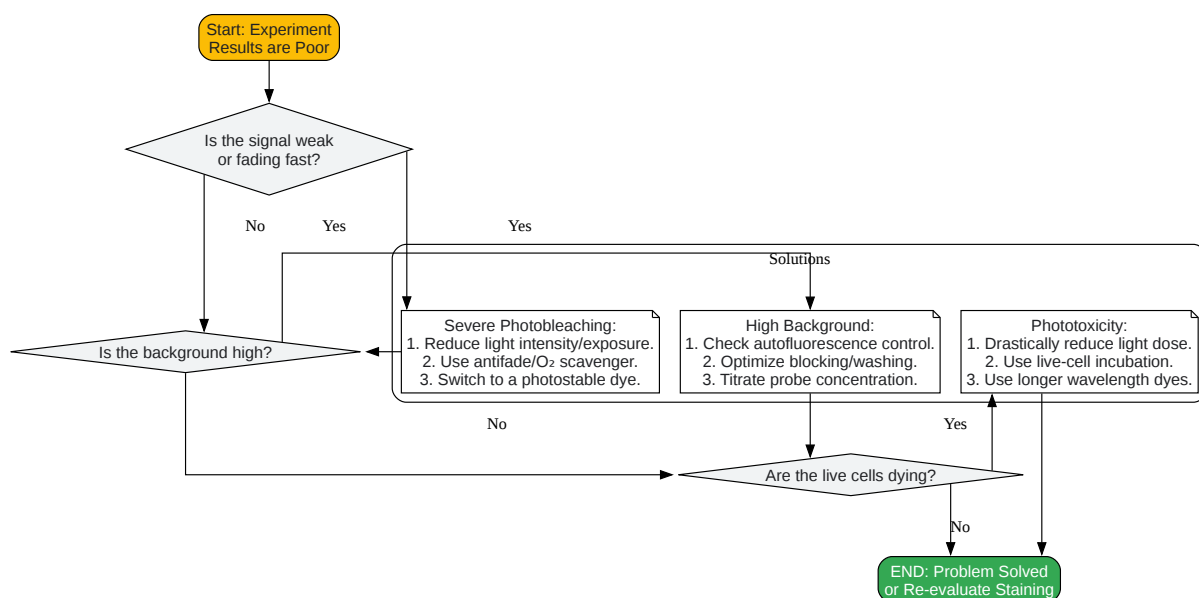 Start: Experiment
Results are Poor
Is the signal weak
or fading fast?
No
Yes
Yes
Solutions
Severe Photobleaching:
1. Reduce light intensity/exposure.
2. Use antifade/O₂ scavenger.
3. Switch to a photostable dye.
High Background:
1. Check autofluorescence control.
2. Optimize blocking/washing.
3. Titrate probe concentration.
Phototoxicity:
1. Drastically reduce light dose.
2. Use live-cell incubation.
3. Use longer wavelength dyes.
Is the background high?
No
Yes
Are the live cells dying?
No
END: Problem Solved
or Re-evaluate Staining